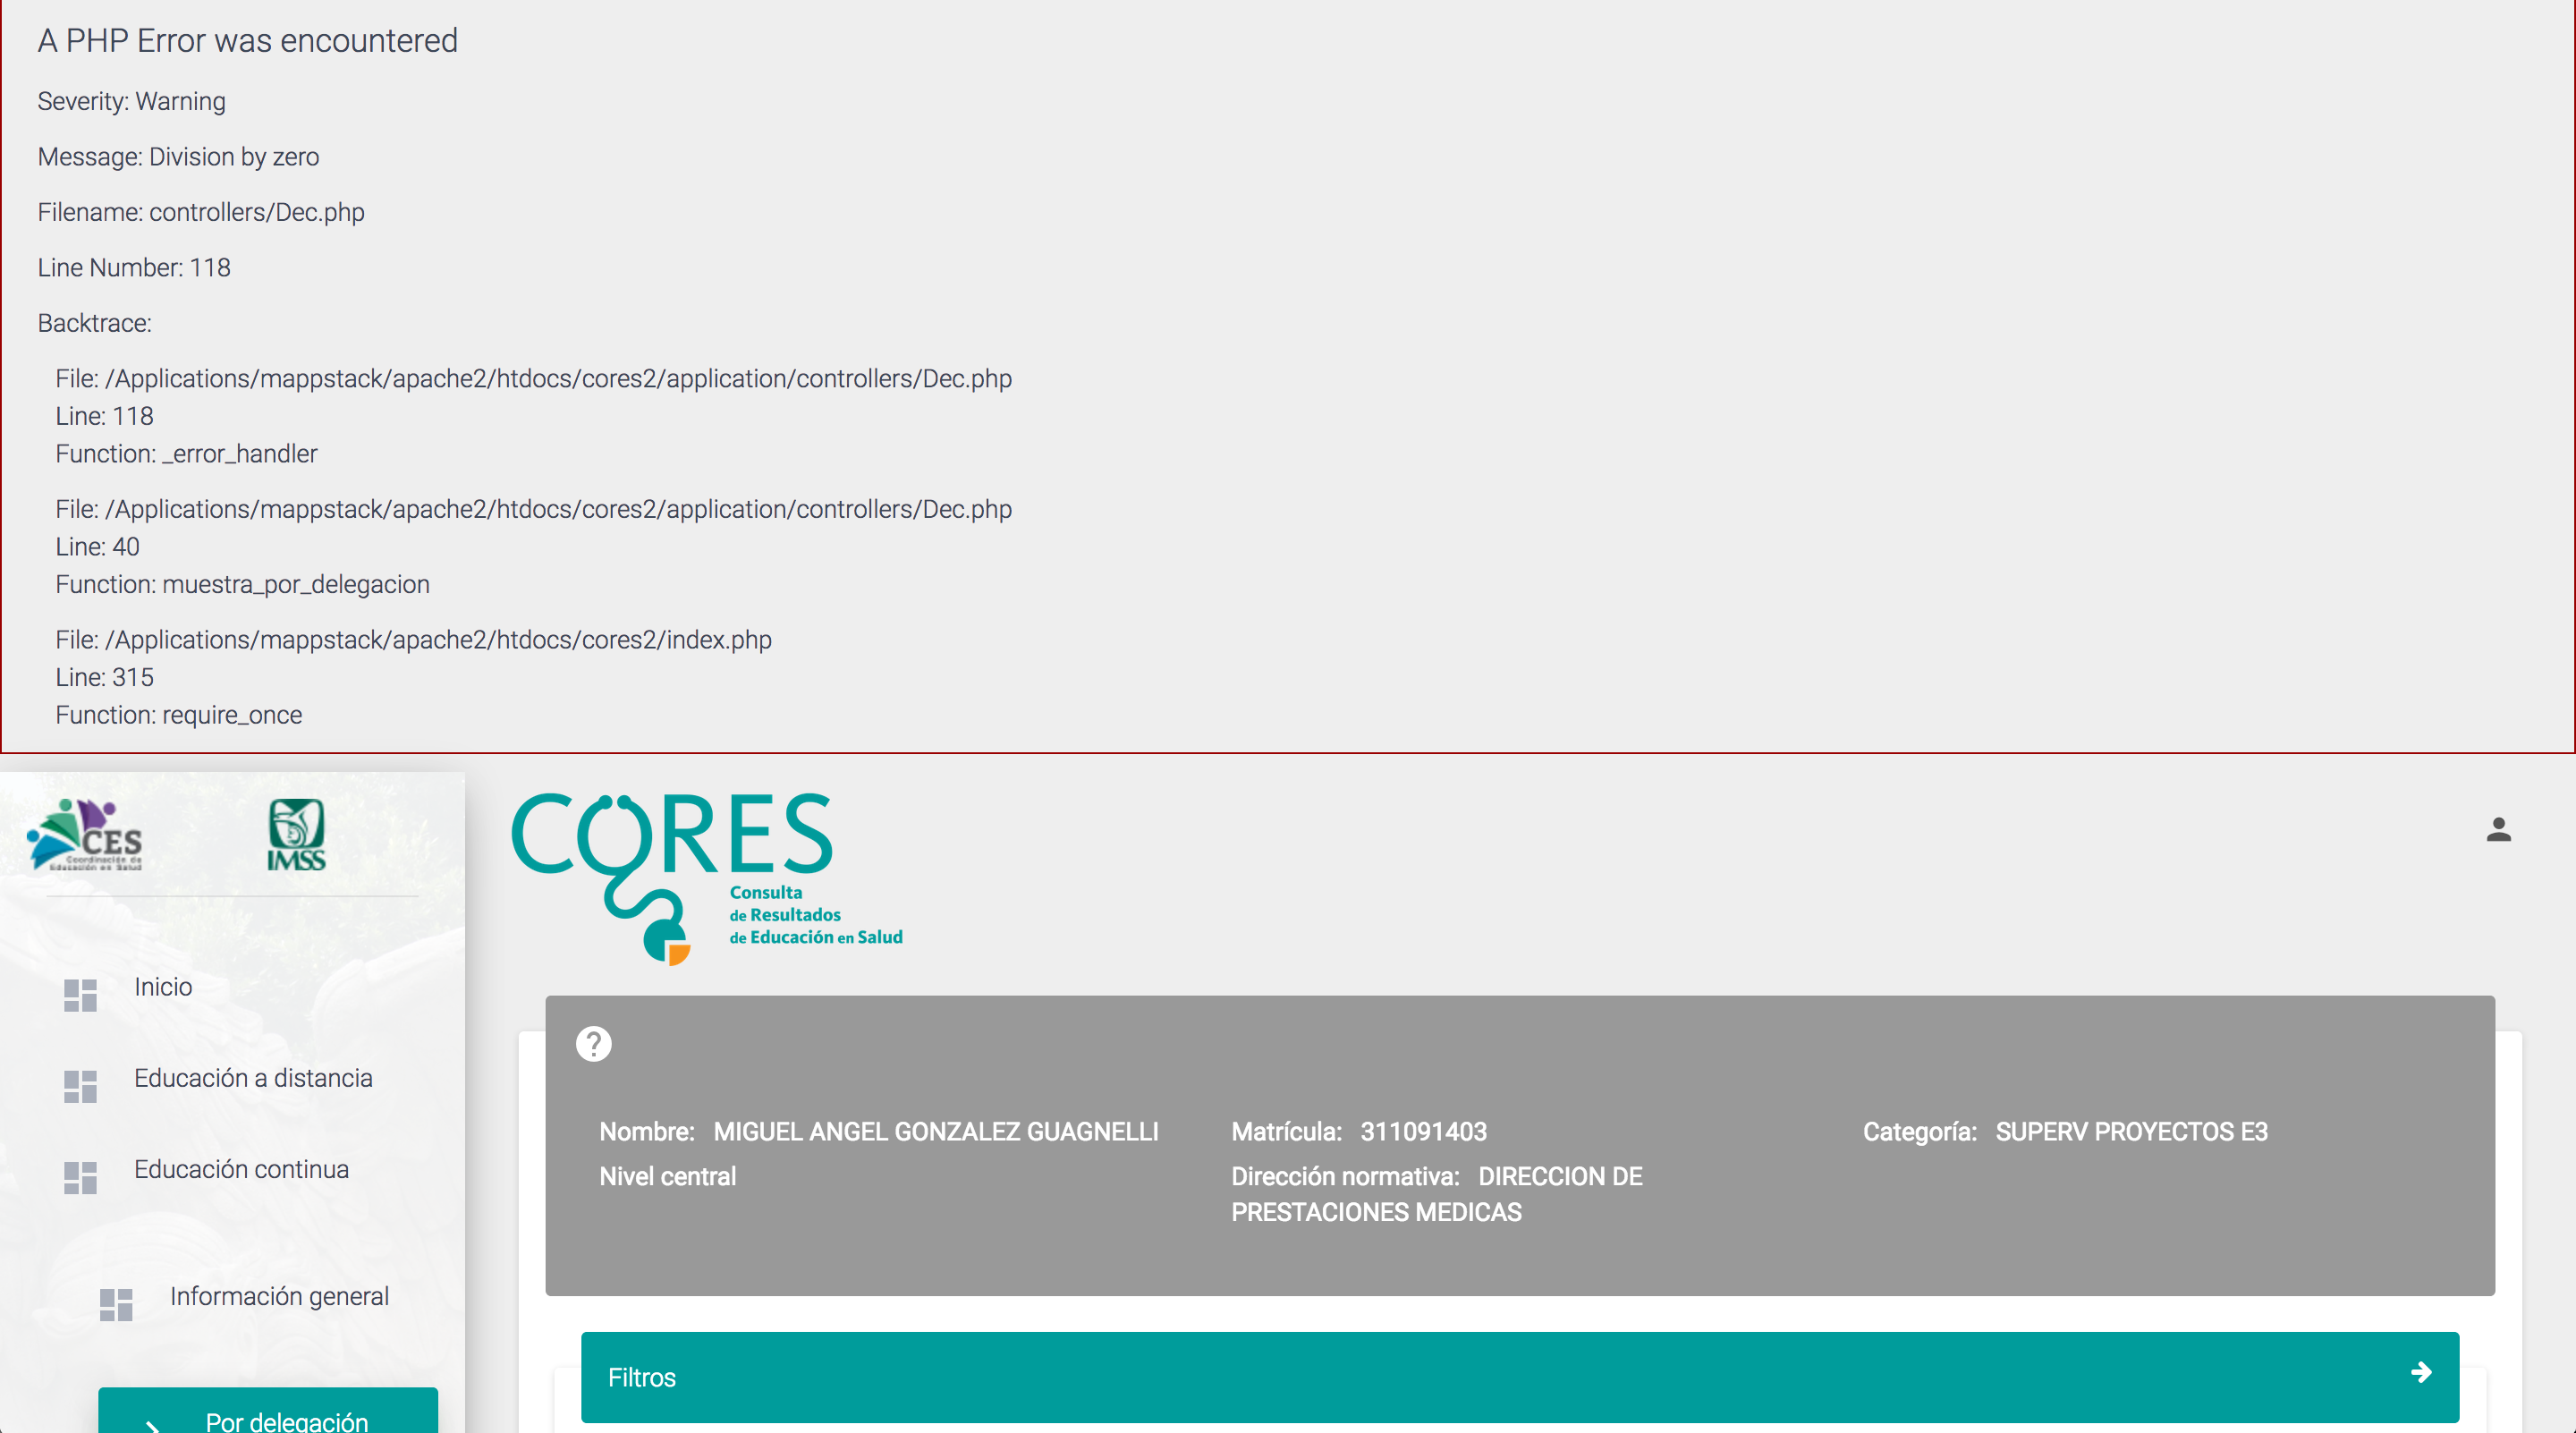 A PHP Error was encountered
Severity: Warning
Message: Division by zero
Filename: controllers/Dec.php
Line Number: 118
Backtrace:
File: /Applications/mappstack/apache2/htdocs/cores2/application/controllers/Dec.php
Line: 118
Function: _error_handler
File: /Applications/mappstack/apache2/htdocs/cores2/application/controllers/Dec.php
Line: 40
Function: muestra_por_delegacion
File: /Applications/mappstack/apache2/htdocs/cores2/index.php
Line: 315
Function: require_once
CES
Coordinación de
Educación en Salud
IMSS
Inicio
Educación a distancia
Educación continua
Información general
Por delegación
CORES
Consulta
de Resultados
de Educación en Salud
?
Nombre: MIGUEL ANGEL GONZALEZ GUAGNELLI
Nivel central
Matrícula: 311091403
Dirección normativa: DIRECCION DE
PRESTACIONES MEDICAS
Categoría: SUPERV PROYECTOS E3
Filtros